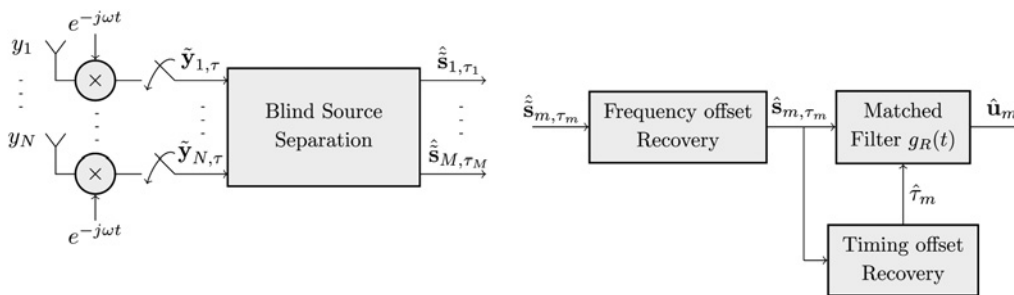 e^{-jωt}
y_1
ỹ_{1,τ}
ŝ̃_{1,τ_1}
Blind Source
Separation
y_N
ỹ_{N,τ}
ŝ̃_{M,τ_M}
e^{-jωt}
ŝ̃_{m,τ_m}
Frequency offset
Recovery
ŝ_{m,τ_m}
Matched
Filter g_R(t)
û_m
τ̂_m
Timing offset
Recovery